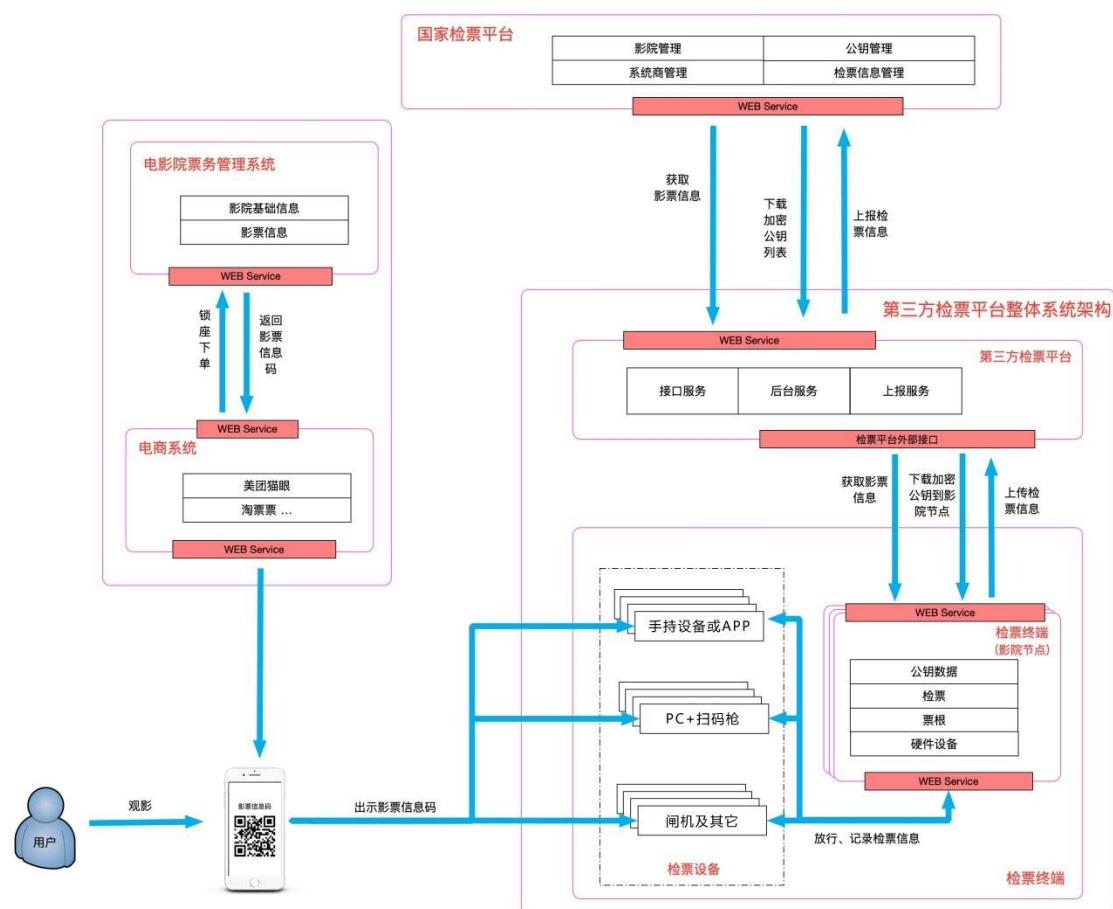 国家检票平台
影院管理
公钥管理
系统商管理
检票信息管理
WEB Service
获取
影票信息
下载
加密
公钥
列表
上报检
票信息
电影院票务管理系统
影院基础信息
影票信息
WEB Service
锁
座
下
单
返回
影票
信息
码
WEB Service
电商系统
美团猫眼
淘票票 ...
WEB Service
第三方检票平台整体系统架构
WEB Service
第三方检票平台
接口服务
后台服务
上报服务
检票平台外部接口
获取影票
信息
下载加密
公钥到影
院节点
上传检
票信息
手持设备或APP
PC+扫码枪
闸机及其它
检票设备
WEB Service
检票终端
(影院节点)
公钥数据
检票
票根
硬件设备
WEB Service
放行、记录检票信息
检票终端
用户
观影
影票信息码
出示影票信息码